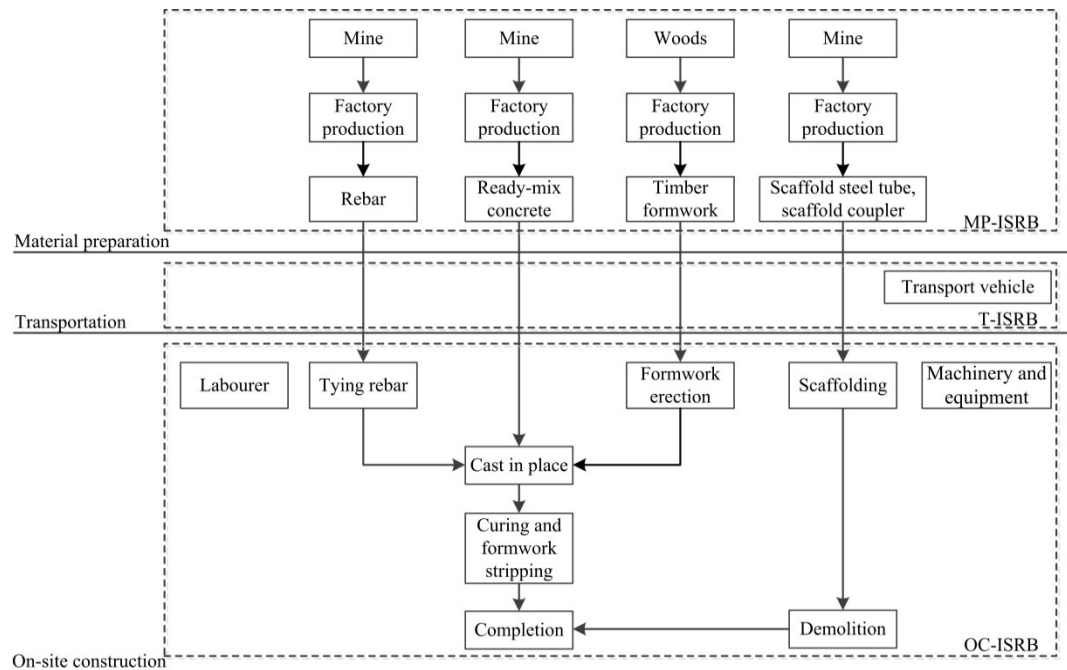 Mine
Mine
Woods
Mine
Factory
production
Factory
production
Factory
production
Factory
production
Rebar
Ready-mix
concrete
Timber
formwork
Scaffold steel tube,
scaffold coupler
MP-ISRB
Material preparation
Transport vehicle
T-ISRB
Transportation
Labourer
Tying rebar
Formwork
erection
Scaffolding
Machinery and
equipment
Cast in place
Curing and
formwork
stripping
Completion
Demolition
OC-ISRB
On-site construction